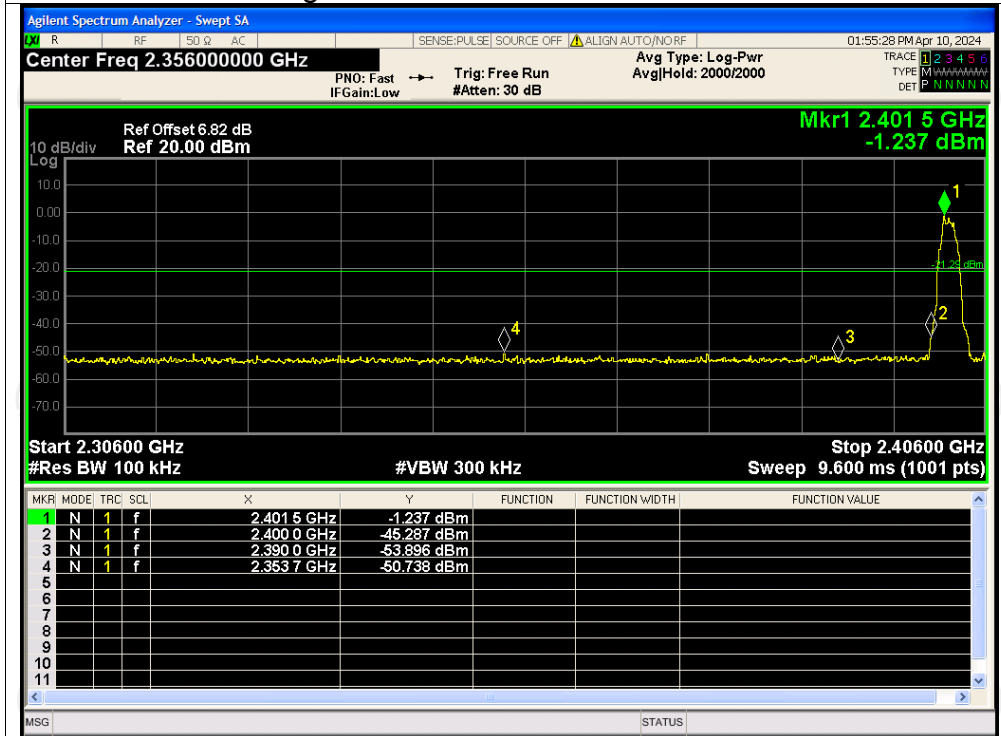 Agilent Spectrum Analyzer - Swept SA
LXI R RF 50 Ω AC SENSE:PULSE SOURCE OFF ALIGN AUTO/NO RF 01:55:28 PM Apr 10, 2024
Center Freq 2.356000000 GHz
PNO: Fast
IFGain:Low
Trig: Free Run
#Atten: 30 dB
Avg Type: Log-Pwr
Avg|Hold: 2000/2000
TRACE 1 2 3 4 5 6
TYPE M
DET P N N N N N
Mkr1 2.401 5 GHz
-1.237 dBm
Ref Offset 6.82 dB
10 dB/div Ref 20.00 dBm
Log
10.0
0.00
-10.0
-20.0
-30.0
-40.0
-50.0
-60.0
-70.0
1
-21.29 dBm
2
3
4
Start 2.30600 GHz Stop 2.40600 GHz
#Res BW 100 kHz #VBW 300 kHz Sweep 9.600 ms (1001 pts)
MKR MODE TRC SCL X Y FUNCTION FUNCTION WIDTH FUNCTION VALUE
1 N 1 f 2.401 5 GHz -1.237 dBm
2 N 1 f 2.400 0 GHz -45.287 dBm
3 N 1 f 2.390 0 GHz -53.896 dBm
4 N 1 f 2.353 7 GHz -50.738 dBm
5
6
7
8
9
10
11
MSG STATUS